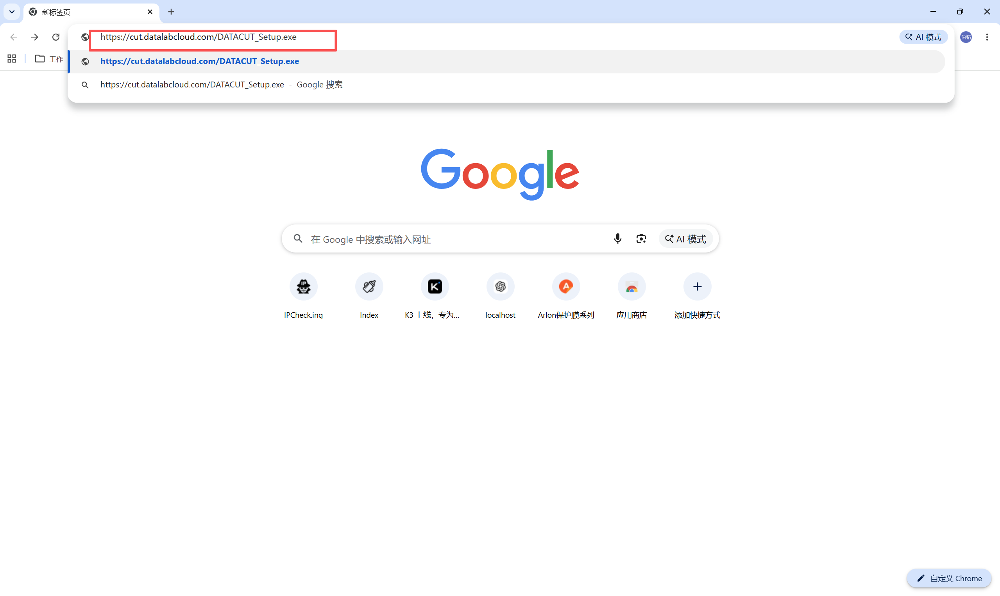 新标签页
https://cut.datalabcloud.com/DATACUT_Setup.exe
AI 模式
伯韬
工作
https://cut.datalabcloud.com/DATACUT_Setup.exe
https://cut.datalabcloud.com/DATACUT_Setup.exe - Google 搜索
Google
在 Google 中搜索或输入网址
AI 模式
IPCheck.ing
Index
K3 上线，专为...
localhost
Arlon保护膜系列
应用商店
添加快捷方式
自定义 Chrome